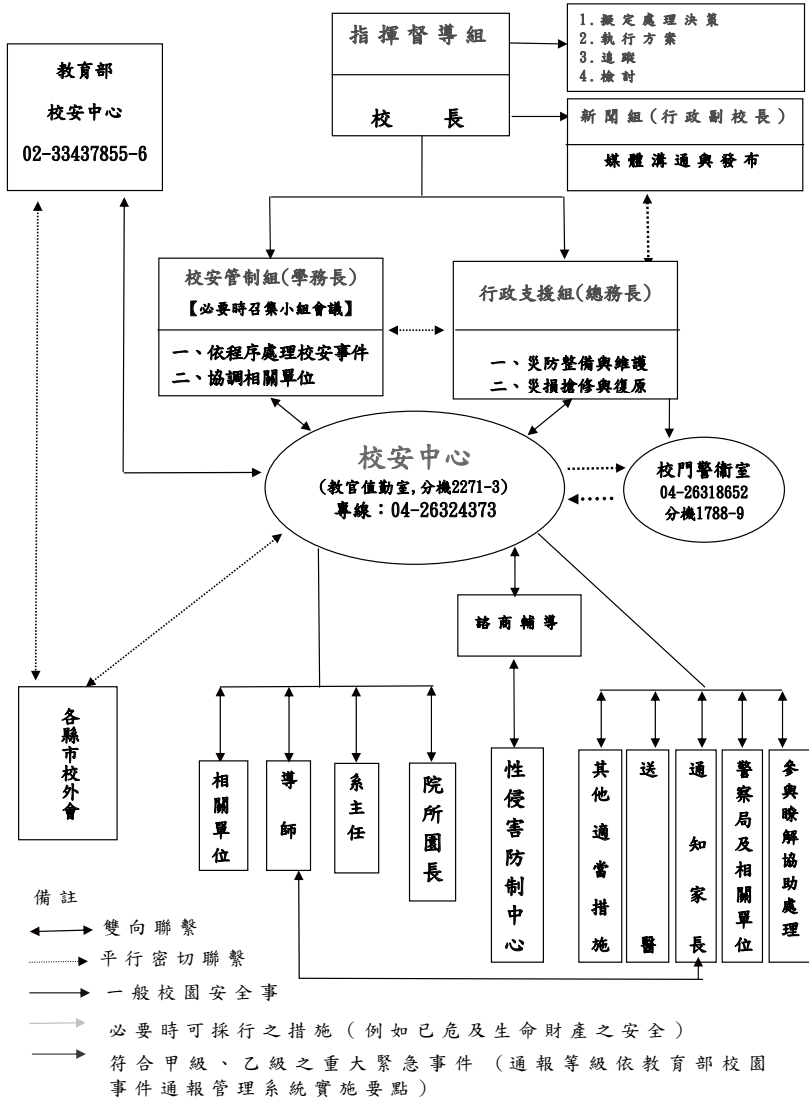 指揮督導組
校長
1.擬定處理決策
2.執行方案
3.追蹤
4.檢討
新聞組(行政副校長)
媒體溝通與發布
教育部
校安中心
02-33437855-6
校安管制組(學務長)
【必要時召集小組會議】
一、依程序處理校安事件
二、協調相關單位
行政支援組(總務長)
一、災防整備與維護
二、災損搶修與復原
校安中心
(教官值勤室,分機2271-3)
專線：04-26324373
校門警衛室
04-26318652
分機1788-9
諮商輔導
各縣市校外會
相關單位
導師
系主任
院所園長
性侵害防制中心
其他適當措施
送醫
通知家長
警察局及相關單位
參與瞭解協助處理
備註
雙向聯繫
平行密切聯繫
一般校園安全事
必要時可採行之措施（例如已危及生命財產之安全）
符合甲級、乙級之重大緊急事件（通報等級依教育部校園
事件通報管理系統實施要點）